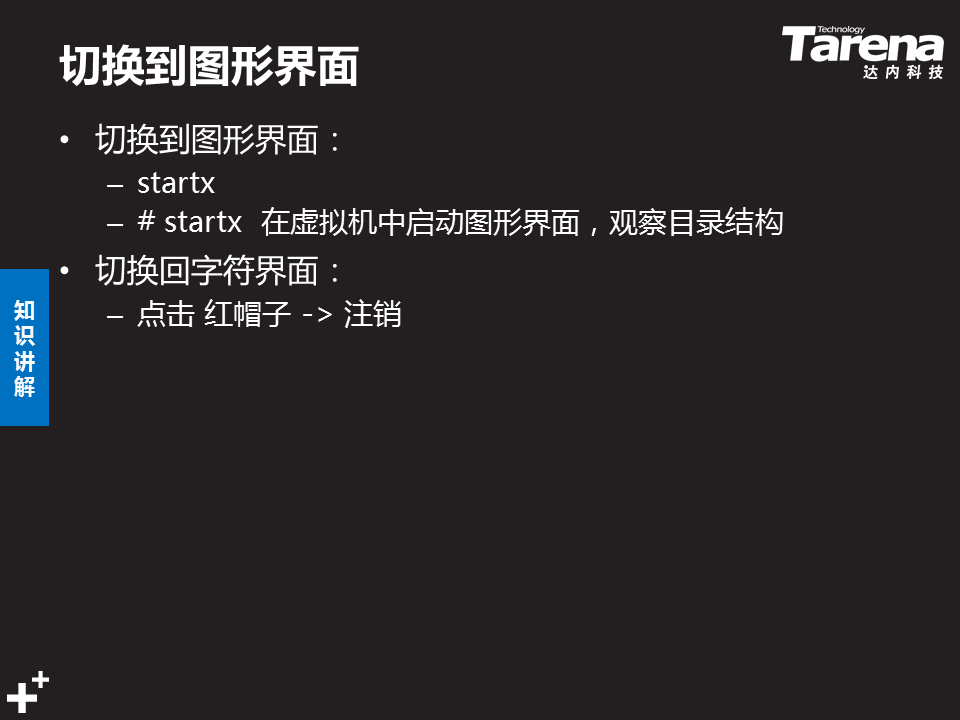 切换到图形界面
Technology
Tarena
达内科技
• 切换到图形界面：
– startx
– # startx 在虚拟机中启动图形界面，观察目录结构
• 切换回字符界面：
– 点击 红帽子 -> 注销
知
识
讲
解